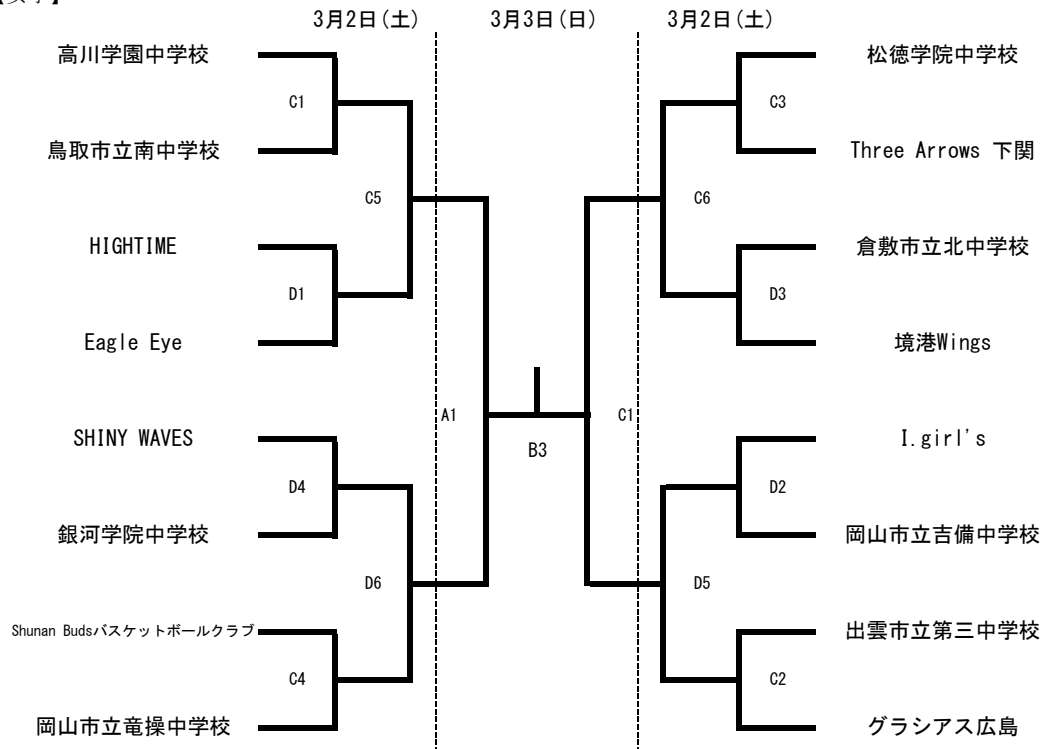 3月2日(土) 3月3日(日) 3月2日(土)
高川学園中学校
C1
鳥取市立南中学校
C5
HIGHTIME
D1
Eagle Eye
A1
SHINY WAVES
D4
銀河学院中学校
D6
Shunan Budsバスケットボールクラブ
C4
岡山市立竜操中学校
B3
松徳学院中学校
C3
Three Arrows 下関
C6
倉敷市立北中学校
D3
境港Wings
C1
I.girl's
D2
岡山市立吉備中学校
D5
出雲市立第三中学校
C2
グラシアス広島